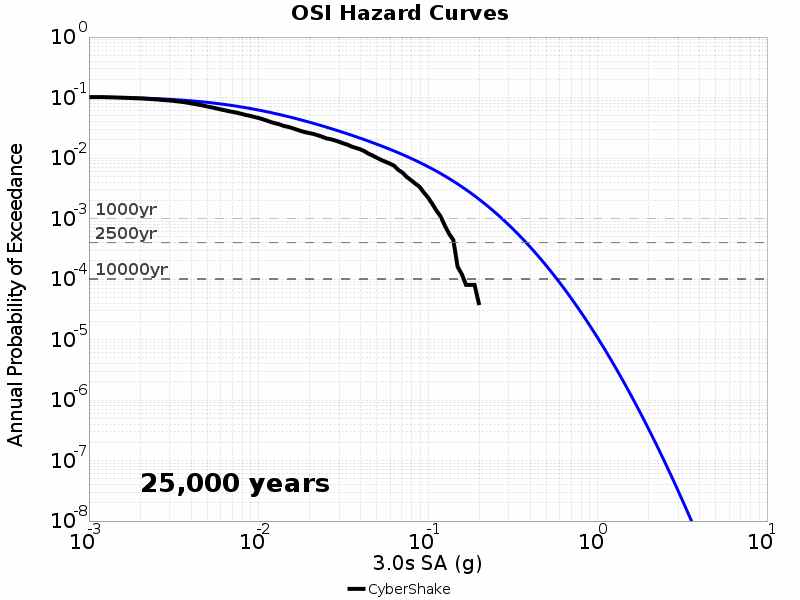 OSI Hazard Curves
Annual Probability of Exceedance
10^0
10^-1
10^-2
10^-3
10^-4
10^-5
10^-6
10^-7
10^-8
1000yr
2500yr
10000yr
25,000 years
10^-3 10^-2 10^-1 10^0 10^1
3.0s SA (g)
CyberShake